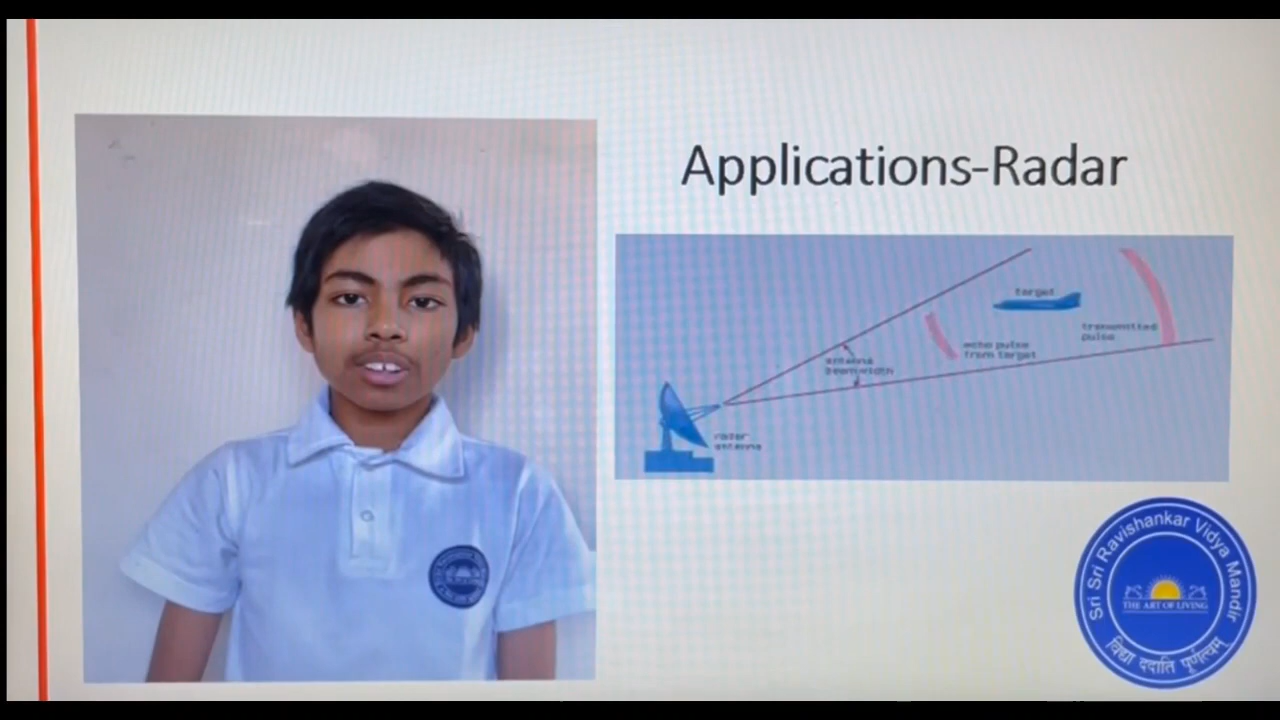 Applications-Radar
target
transmitted
pulse
echo pulse
from target
antenna
beam width
radar
antenna
Sri Sri Ravishankar Vidya Mandir
THE ART OF LIVING
विद्या ददाति पूर्णत्वम्